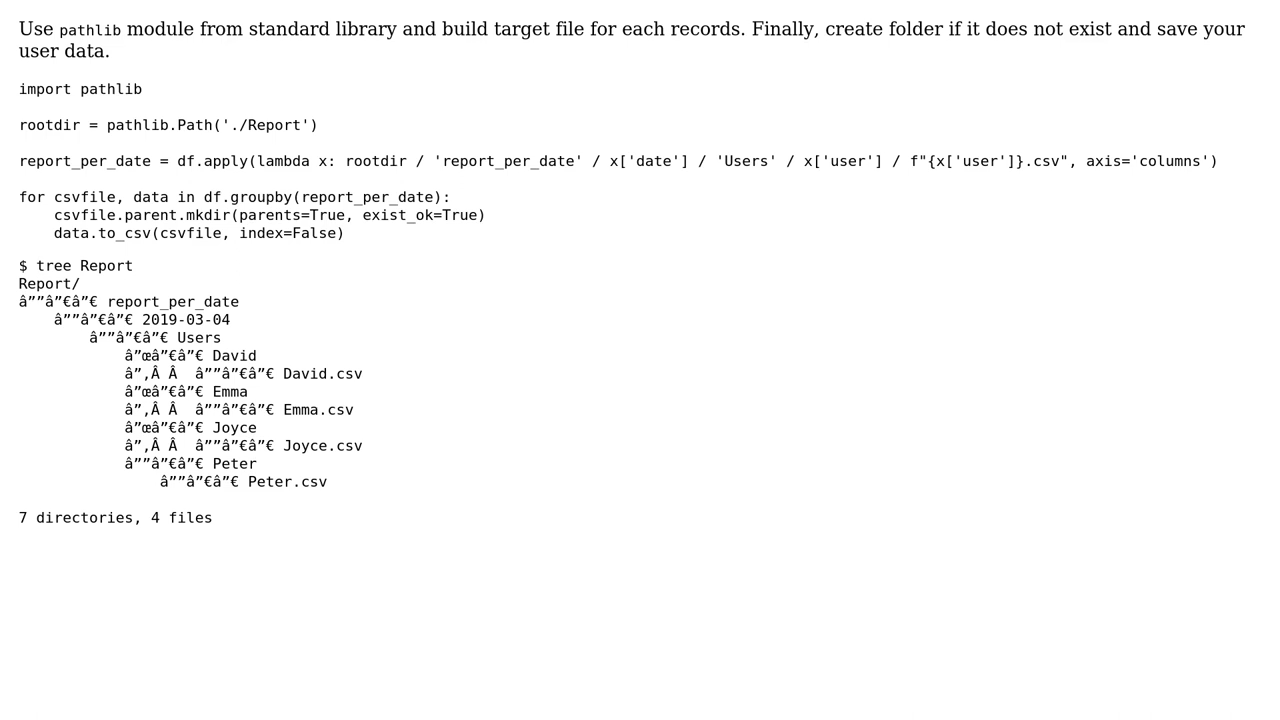 Use pathlib module from standard library and build target file for each records. Finally, create folder if it does not exist and save your
user data.
import pathlib
rootdir = pathlib.Path('./Report')
report_per_date = df.apply(lambda x: rootdir / 'report_per_date' / x['date'] / 'Users' / x['user'] / f"{x['user']}.csv", axis='columns')
for csvfile, data in df.groupby(report_per_date):
    csvfile.parent.mkdir(parents=True, exist_ok=True)
    data.to_csv(csvfile, index=False)
$ tree Report
Report/
â””â”€â”€ report_per_date
    â””â”€â”€ 2019-03-04
        â””â”€â”€ Users
            â”œâ”€â”€ David
            â”‚Â Â  â””â”€â”€ David.csv
            â”œâ”€â”€ Emma
            â”‚Â Â  â””â”€â”€ Emma.csv
            â”œâ”€â”€ Joyce
            â”‚Â Â  â””â”€â”€ Joyce.csv
            â””â”€â”€ Peter
                â””â”€â”€ Peter.csv
7 directories, 4 files